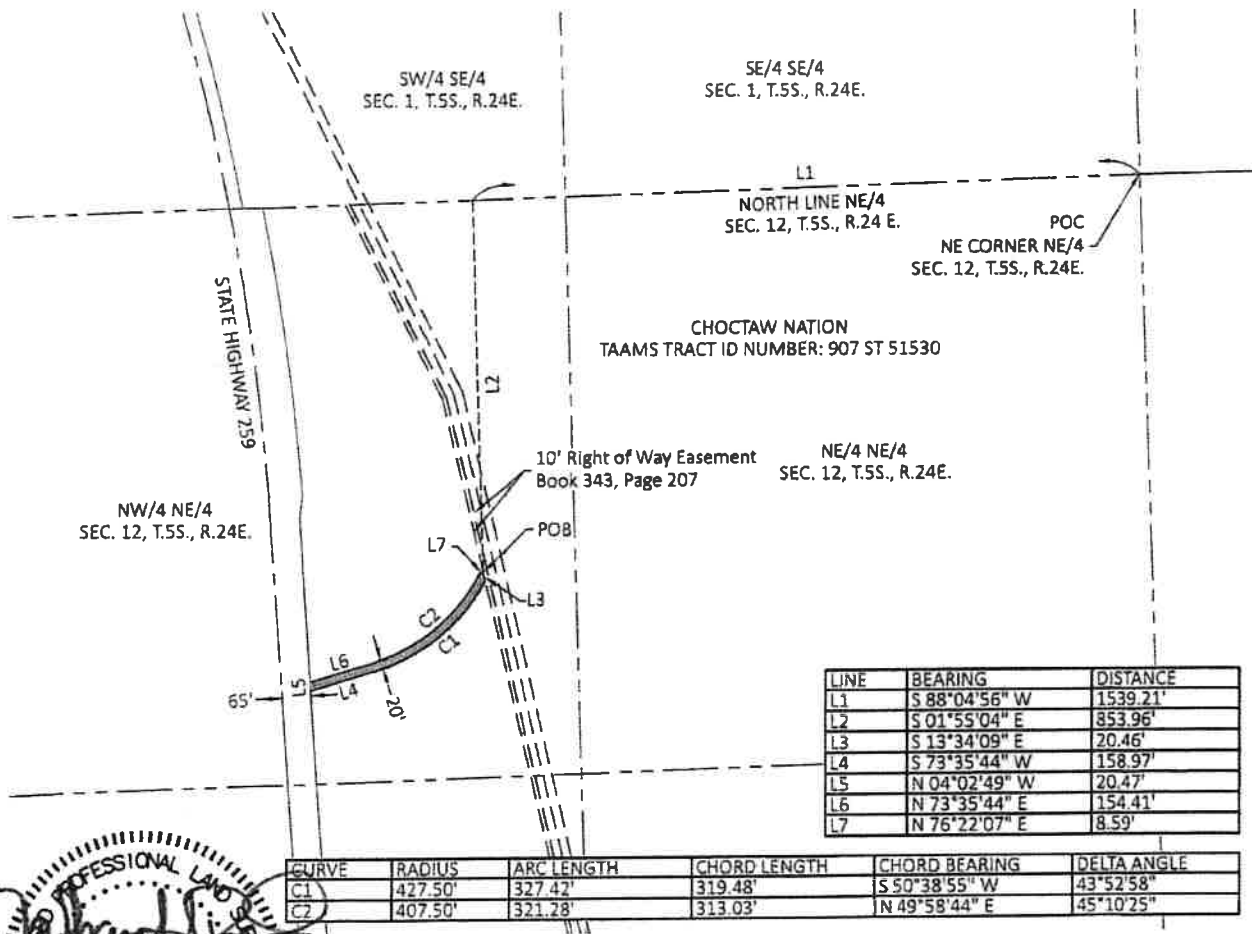 SW/4 SE/4
SEC. 1, T.5S., R.24E.
SE/4 SE/4
SEC. 1, T.5S., R.24E.
L1
NORTH LINE NE/4
SEC. 12, T.5S., R.24 E.
POC
NE CORNER NE/4
SEC. 12, T.5S., R.24E.
STATE HIGHWAY 259
CHOCTAW NATION
TAAMS TRACT ID NUMBER: 907 ST 51530
L2
10' Right of Way Easement
Book 343, Page 207
NE/4 NE/4
SEC. 12, T.5S., R.24E.
NW/4 NE/4
SEC. 12, T.5S., R.24E.
POB
L7
L3
C2
C1
L6
L5
L4
65'
20'
LINE BEARING DISTANCE
L1 S 88°04'56" W 1539.21'
L2 S 01°55'04" E 853.96'
L3 S 13°34'09" E 20.46'
L4 S 73°35'44" W 158.97'
L5 N 04°02'49" W 20.47'
L6 N 73°35'44" E 154.41'
L7 N 76°22'07" E 8.59'
CURVE RADIUS ARC LENGTH CHORD LENGTH CHORD BEARING DELTA ANGLE
C1 427.50' 327.42' 319.48' S 50°38'55" W 43°52'58"
C2 407.50' 321.28' 313.03' N 49°58'44" E 45°10'25"
PROFESSIONAL LAND